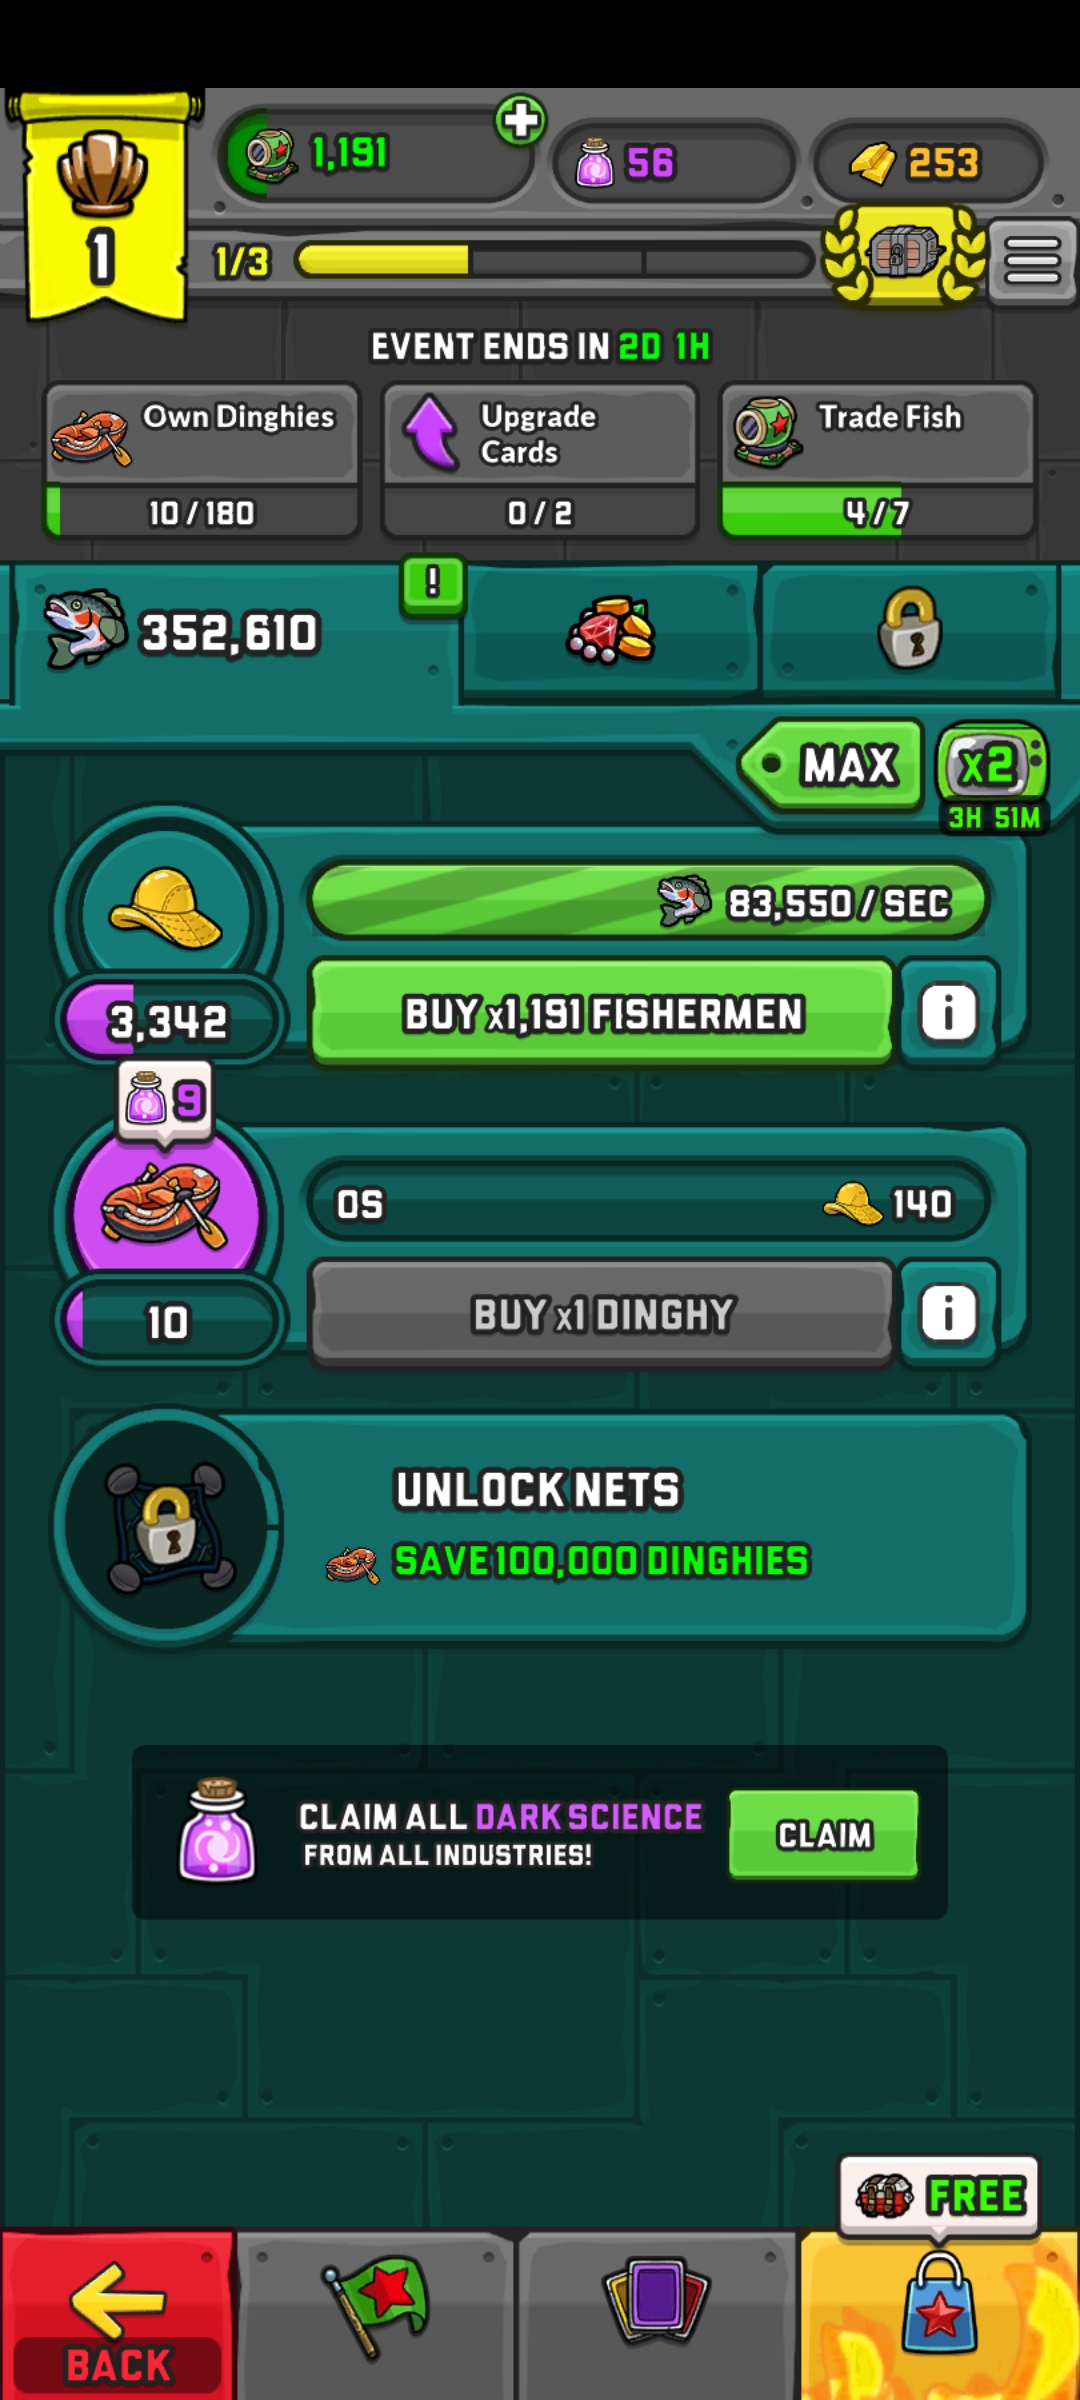 1,191
56
253
1
1/3
EVENT ENDS IN 2D 1H
Own Dinghies
10 / 180
Upgrade
Cards
0 / 2
Trade Fish
4 / 7
352,610
!
MAX
x2
3H 51M
83,550 / SEC
3,342
BUY x1,191 FISHERMEN
i
9
0S
140
10
BUY x1 DINGHY
i
UNLOCK NETS
SAVE 100,000 DINGHIES
CLAIM ALL DARK SCIENCE
FROM ALL INDUSTRIES!
CLAIM
FREE
BACK